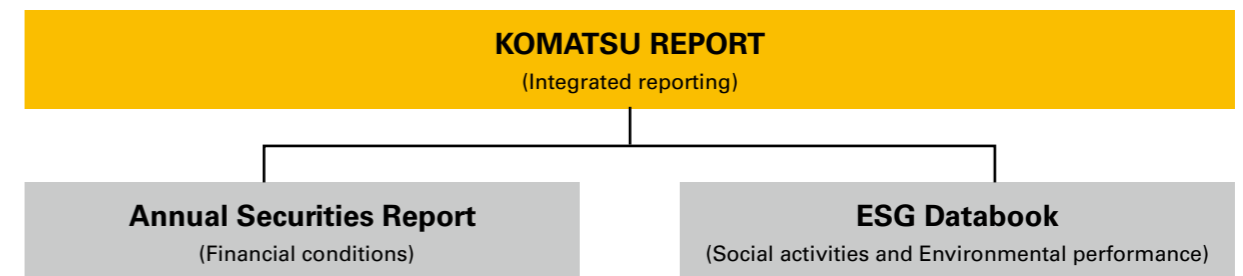 KOMATSU REPORT
(Integrated reporting)
Annual Securities Report
(Financial conditions)
ESG Databook
(Social activities and Environmental performance)